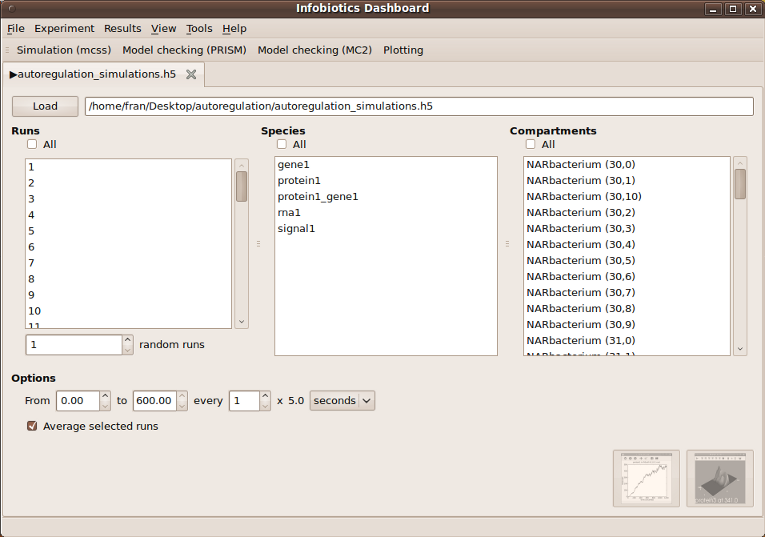 Infobiotics Dashboard
File Experiment Results View Tools Help
Simulation (mcss) Model checking (PRISM) Model checking (MC2) Plotting
▶autoregulation_simulations.h5
Load /home/fran/Desktop/autoregulation/autoregulation_simulations.h5
Runs
All
1
2
3
4
5
6
7
8
9
10
11
1 random runs
Species
All
gene1
protein1
protein1_gene1
rna1
signal1
Compartments
All
NARbacterium (30,0)
NARbacterium (30,1)
NARbacterium (30,10)
NARbacterium (30,2)
NARbacterium (30,3)
NARbacterium (30,4)
NARbacterium (30,5)
NARbacterium (30,6)
NARbacterium (30,7)
NARbacterium (30,8)
NARbacterium (30,9)
NARbacterium (31,0)
NARbacterium (31,1)
Options
From 0.00 to 600.00 every 1 x 5.0 seconds
Average selected runs